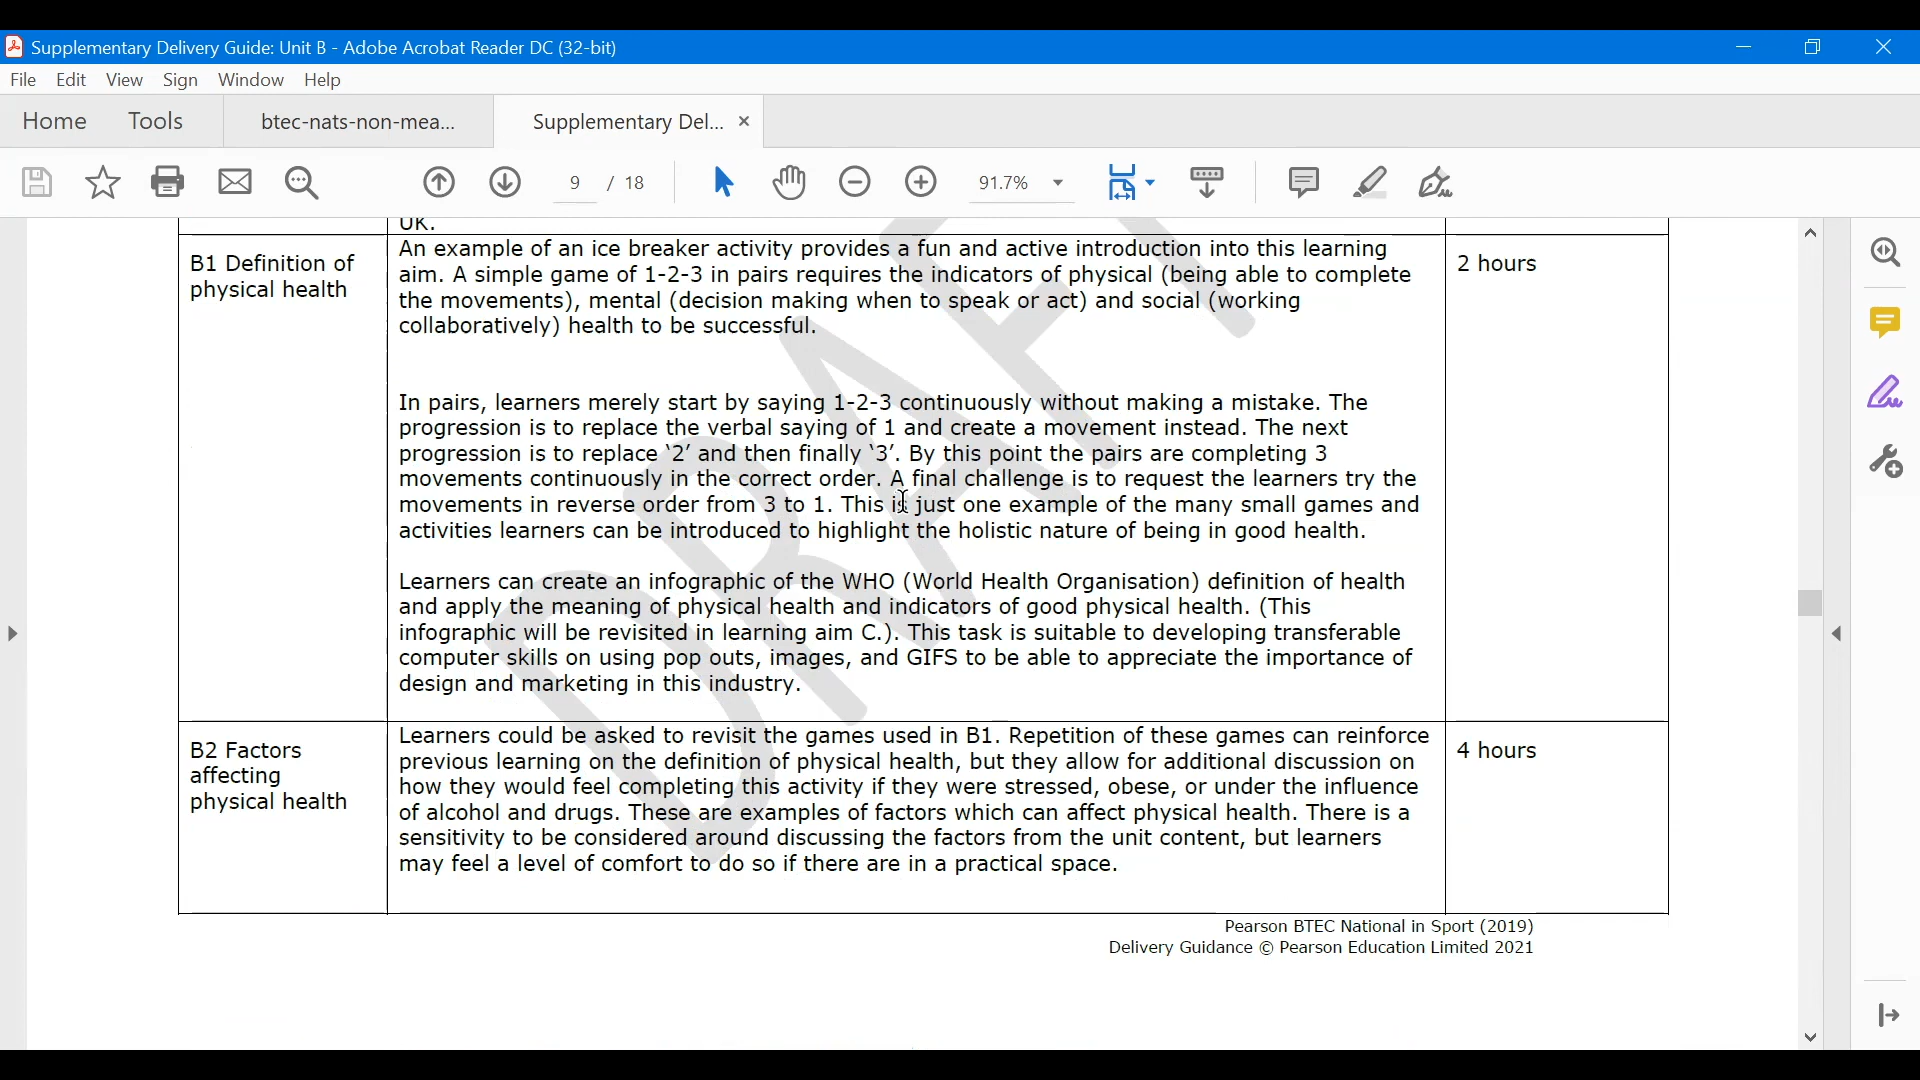 Supplementary Delivery Guide: Unit B - Adobe Acrobat Reader DC (32-bit)
File Edit View Sign Window Help
Home Tools btec-nats-non-mea... Supplementary Del...
9 / 18 91.7%
UK.
B1 Definition of
physical health
An example of an ice breaker activity provides a fun and active introduction into this learning
aim. A simple game of 1-2-3 in pairs requires the indicators of physical (being able to complete
the movements), mental (decision making when to speak or act) and social (working
collaboratively) health to be successful.
In pairs, learners merely start by saying 1-2-3 continuously without making a mistake. The
progression is to replace the verbal saying of 1 and create a movement instead. The next
progression is to replace ‘2’ and then finally ‘3’. By this point the pairs are completing 3
movements continuously in the correct order. A final challenge is to request the learners try the
movements in reverse order from 3 to 1. This is just one example of the many small games and
activities learners can be introduced to highlight the holistic nature of being in good health.
Learners can create an infographic of the WHO (World Health Organisation) definition of health
and apply the meaning of physical health and indicators of good physical health. (This
infographic will be revisited in learning aim C.). This task is suitable to developing transferable
computer skills on using pop outs, images, and GIFS to be able to appreciate the importance of
design and marketing in this industry.
2 hours
B2 Factors
affecting
physical health
Learners could be asked to revisit the games used in B1. Repetition of these games can reinforce
previous learning on the definition of physical health, but they allow for additional discussion on
how they would feel completing this activity if they were stressed, obese, or under the influence
of alcohol and drugs. These are examples of factors which can affect physical health. There is a
sensitivity to be considered around discussing the factors from the unit content, but learners
may feel a level of comfort to do so if there are in a practical space.
4 hours
DRAFT
Pearson BTEC National in Sport (2019)
Delivery Guidance © Pearson Education Limited 2021